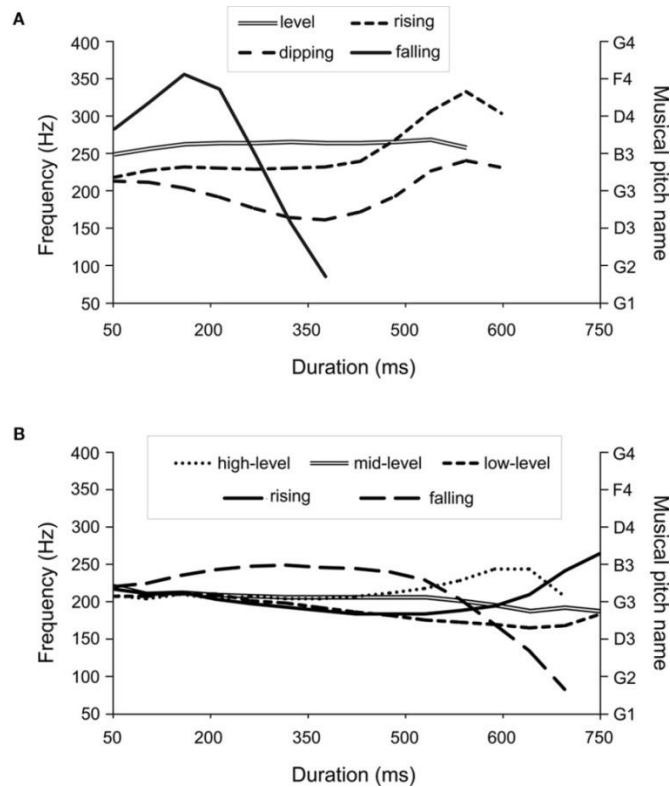 A
level rising
dipping falling
Frequency (Hz)
400
350
300
250
200
150
100
50
G4
F4
D4
B3
G3
D3
G2
G1
Musical pitch name
50 200 350 500 600 750
Duration (ms)
B
high-level mid-level low-level
rising falling
Frequency (Hz)
400
350
300
250
200
150
100
50
G4
F4
D4
B3
G3
D3
G2
G1
Musical pitch name
50 200 350 500 600 750
Duration (ms)